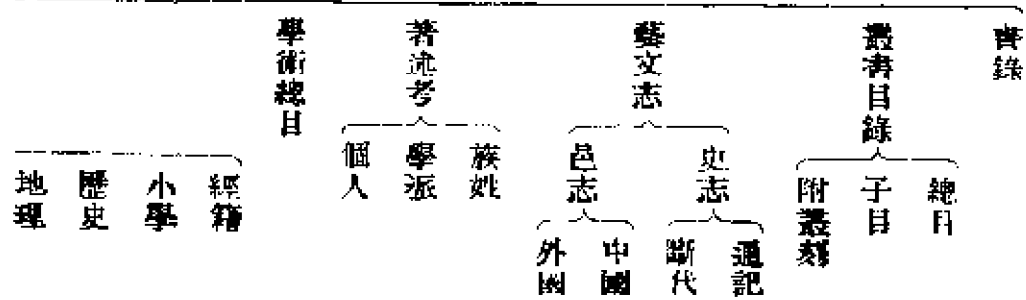 書錄
叢書目錄
總目
子目
附叢刻
藝文志
史志
通記
斷代
邑志
中國
外國
著述考
族姓
學派
個人
學術總目
經籍
小學
歷史
地理